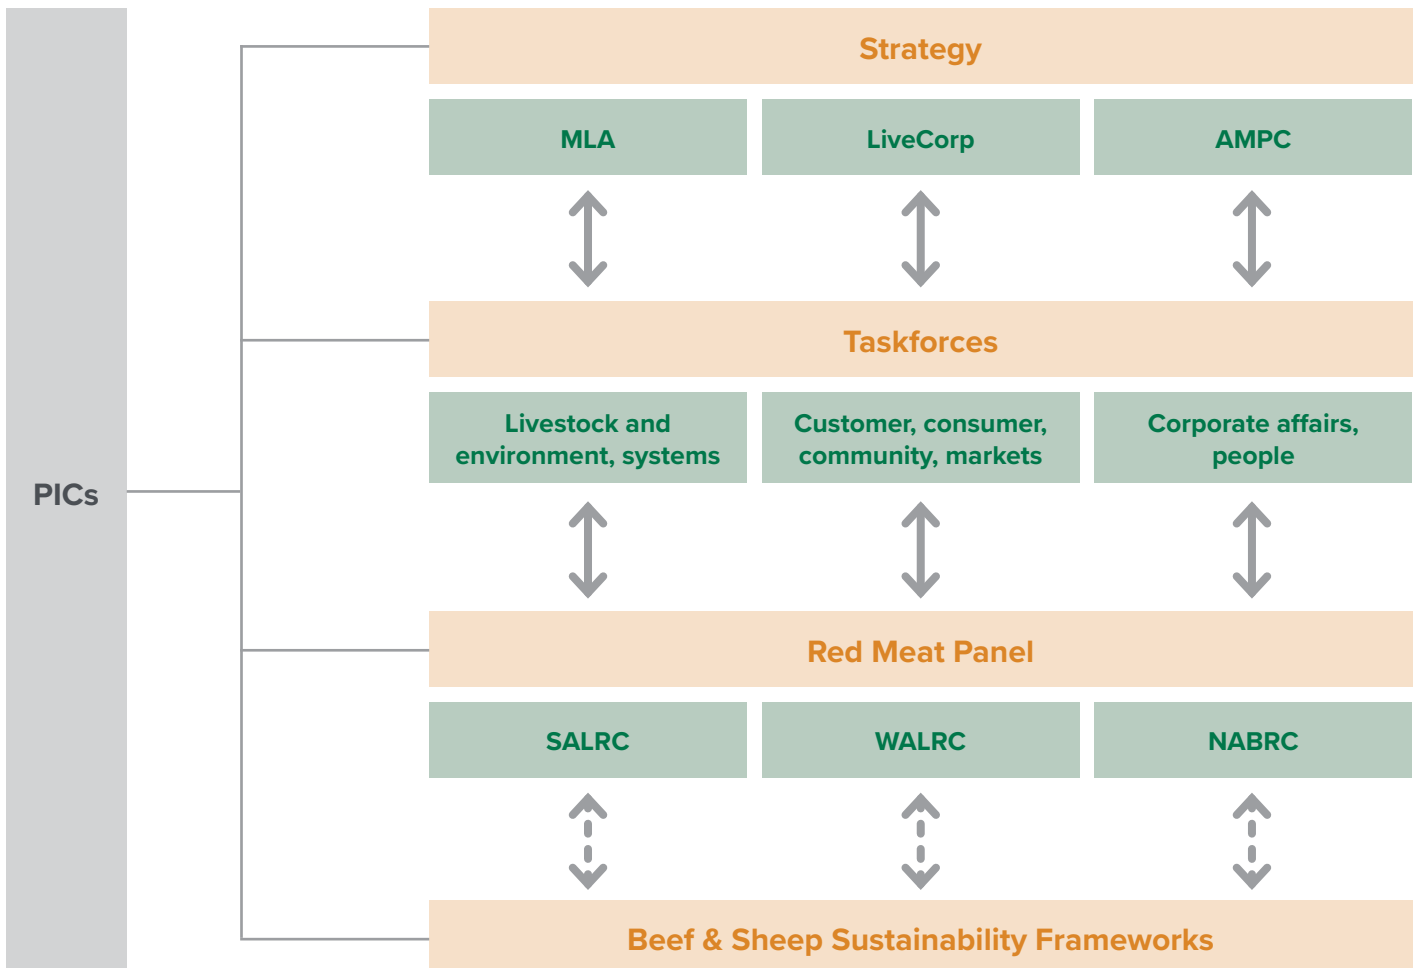 PICs
Strategy
MLA
LiveCorp
AMPC
Taskforces
Livestock and
environment, systems
Customer, consumer,
community, markets
Corporate affairs,
people
Red Meat Panel
SALRC
WALRC
NABRC
Beef & Sheep Sustainability Frameworks